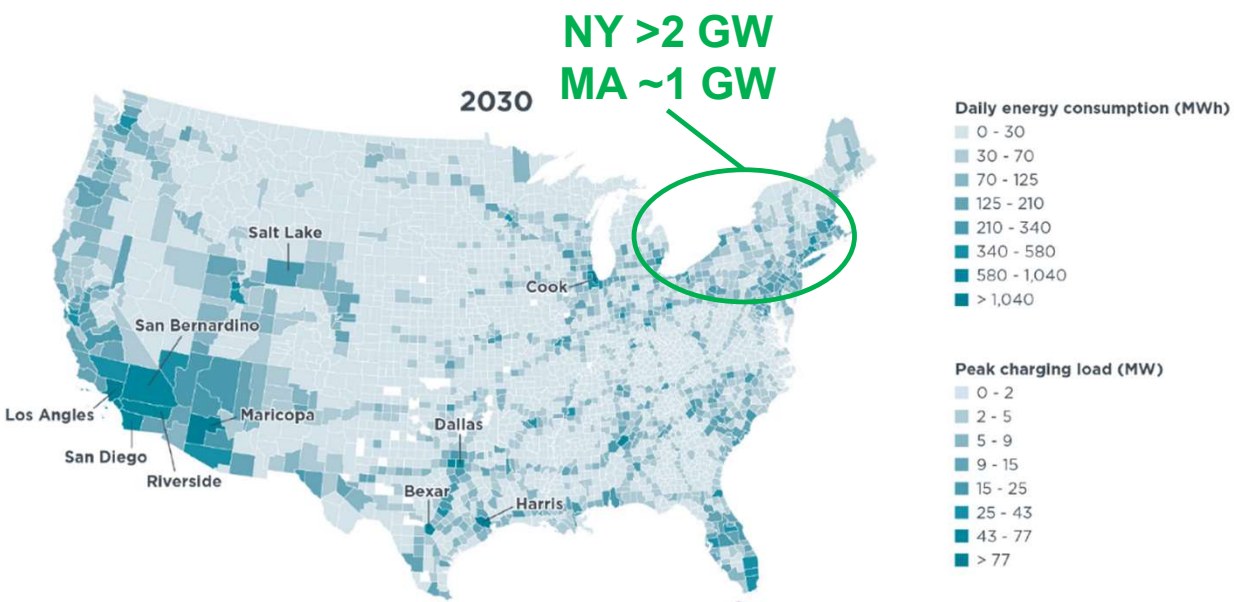 NY >2 GW
MA ~1 GW
2030
Salt Lake
Cook
San Bernardino
Los Angles
Maricopa
San Diego
Riverside
Dallas
Bexar
Harris
Daily energy consumption (MWh)
0 - 30
30 - 70
70 - 125
125 - 210
210 - 340
340 - 580
580 - 1,040
> 1,040
Peak charging load (MW)
0 - 2
2 - 5
5 - 9
9 - 15
15 - 25
25 - 43
43 - 77
> 77